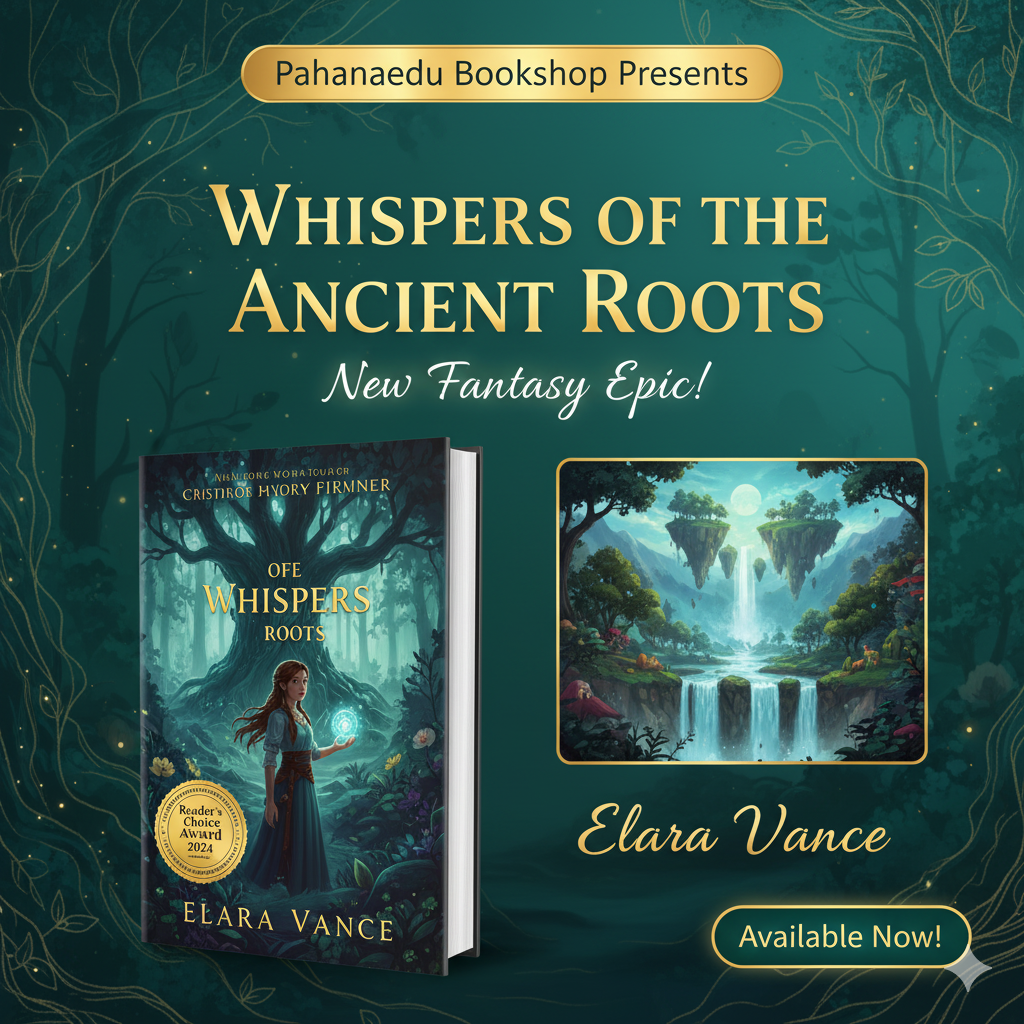 Pahanaedu Bookshop Presents
WHISPERS OF THE
ANCIENT ROOTS
New Fantasy Epic!
CRISTIROE HYORY FIRMNER
OFE
WHISPERS
ROOTS
Reader's
Choice
Award
2024
ELARA VANCE
Elara Vance
Available Now!